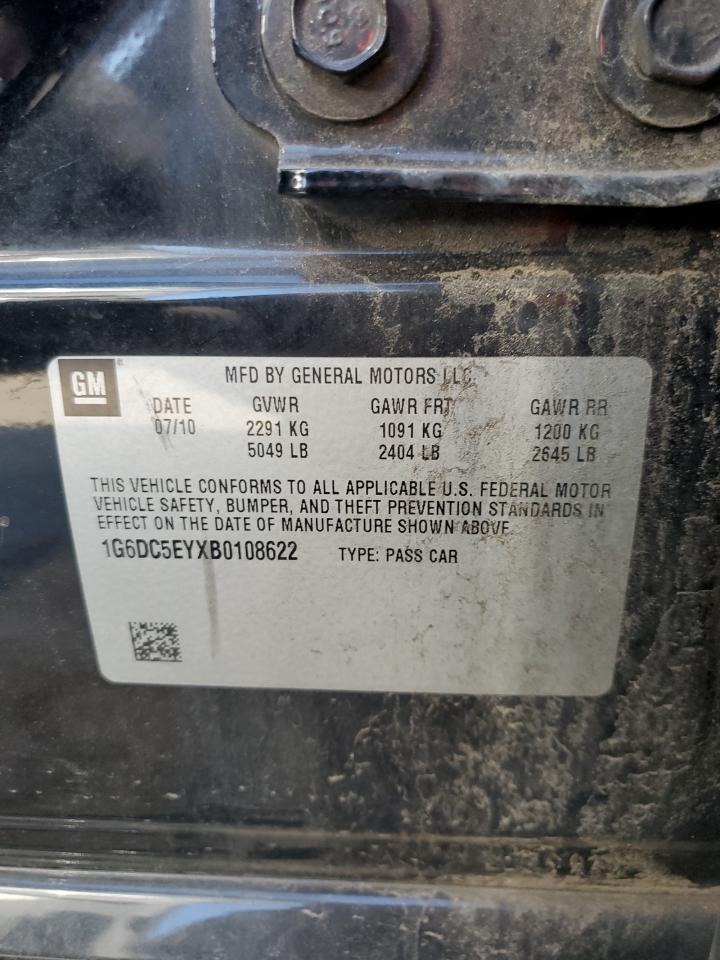 GM
MFD BY GENERAL MOTORS LLC
DATE GVWR GAWR FRT GAWR RR
07/10 2291 KG 1091 KG 1200 KG
5049 LB 2404 LB 2645 LB
THIS VEHICLE CONFORMS TO ALL APPLICABLE U.S. FEDERAL MOTOR
VEHICLE SAFETY, BUMPER, AND THEFT PREVENTION STANDARDS IN
EFFECT ON THE DATE OF MANUFACTURE SHOWN ABOVE.
1G6DC5EYXB0108622 TYPE: PASS CAR